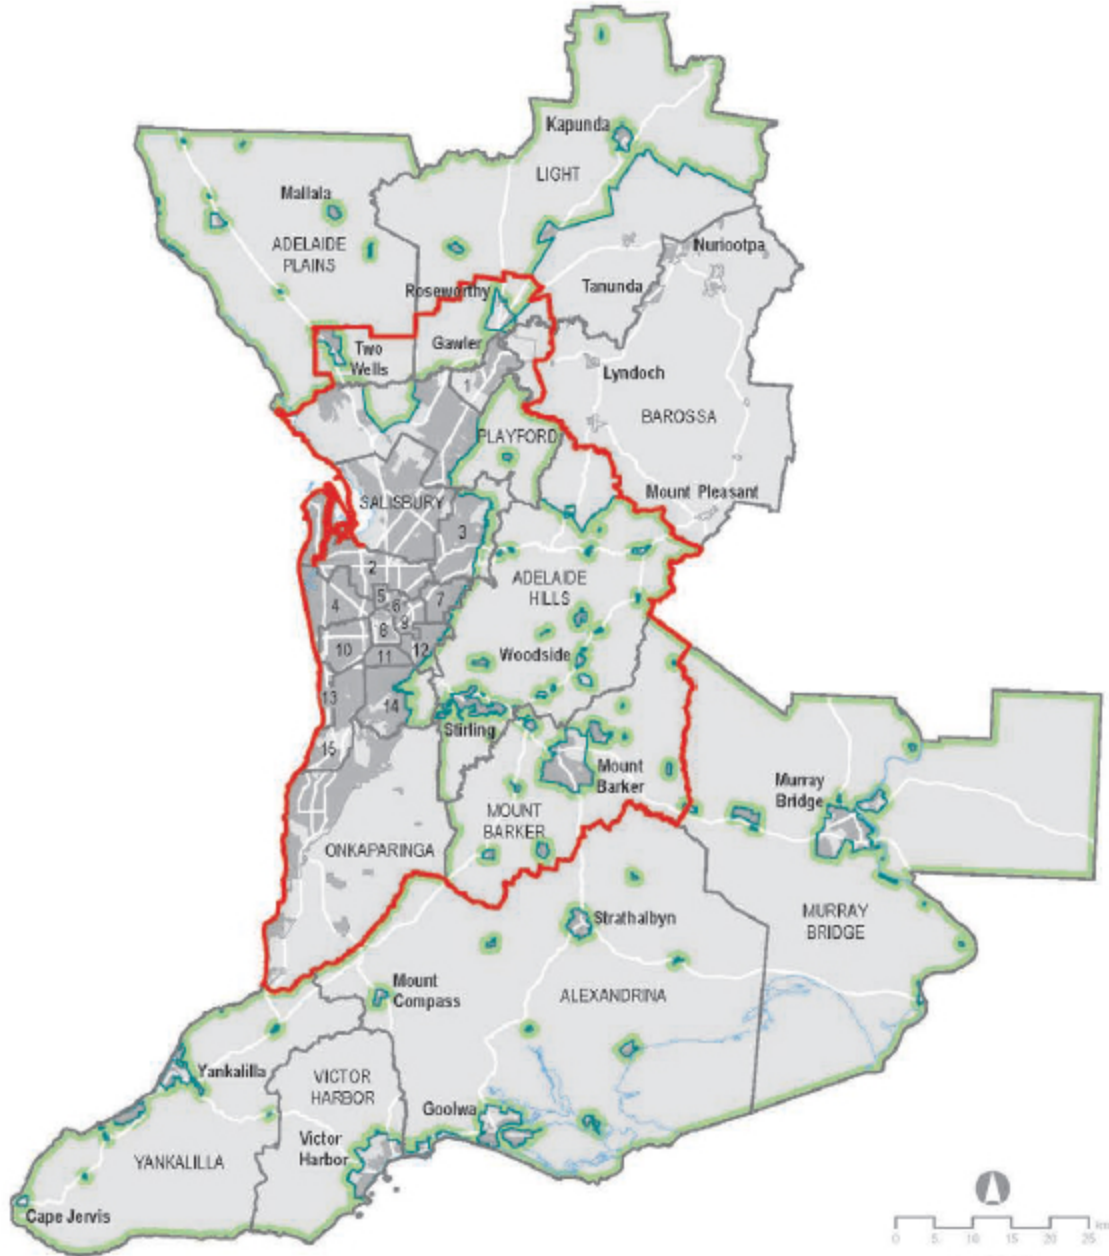 Kapunda
LIGHT
Mallala
ADELAIDE
PLAINS
Nuriootpa
Tanunda
Roseworthy
Two
Wells
Gawler
1
Lyndoch
BAROSSA
PLAYFORD
Mount Pleasant
SALISBURY
3
2
ADELAIDE
HILLS
5
4
6
7
8
9
10
11
12
Woodside
13
14
Stirling
15
Mount
Barker
Murray
Bridge
MOUNT
BARKER
ONKAPARINGA
Strathalbyn
MURRAY
BRIDGE
Mount
Compass
ALEXANDRINA
Yankalilla
VICTOR
HARBOR
Goolwa
Victor
Harbor
YANKALILLA
Cape Jervis
km
0 5 10 15 20 25